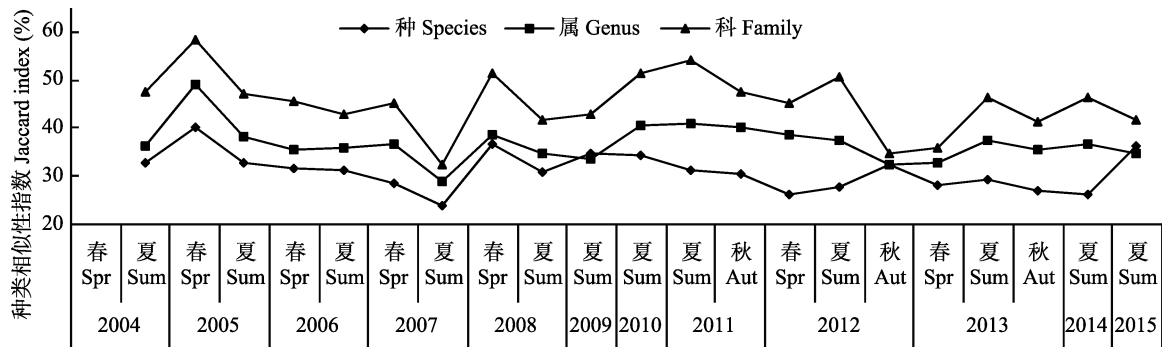 种类相似性指数 Jaccard index (%)
60
50
40
30
20
种 Species 属 Genus 科 Family
春 夏 春 夏 春 夏 春 夏 春 夏 夏 夏 夏 秋 春 夏 秋 春 夏 秋 夏 夏
Spr Sum Spr Sum Spr Sum Spr Sum Spr Sum Sum Sum Sum Aut Spr Sum Aut Spr Sum Aut Sum Sum
2004 2005 2006 2007 2008 2009 2010 2011 2012 2013 2014 2015